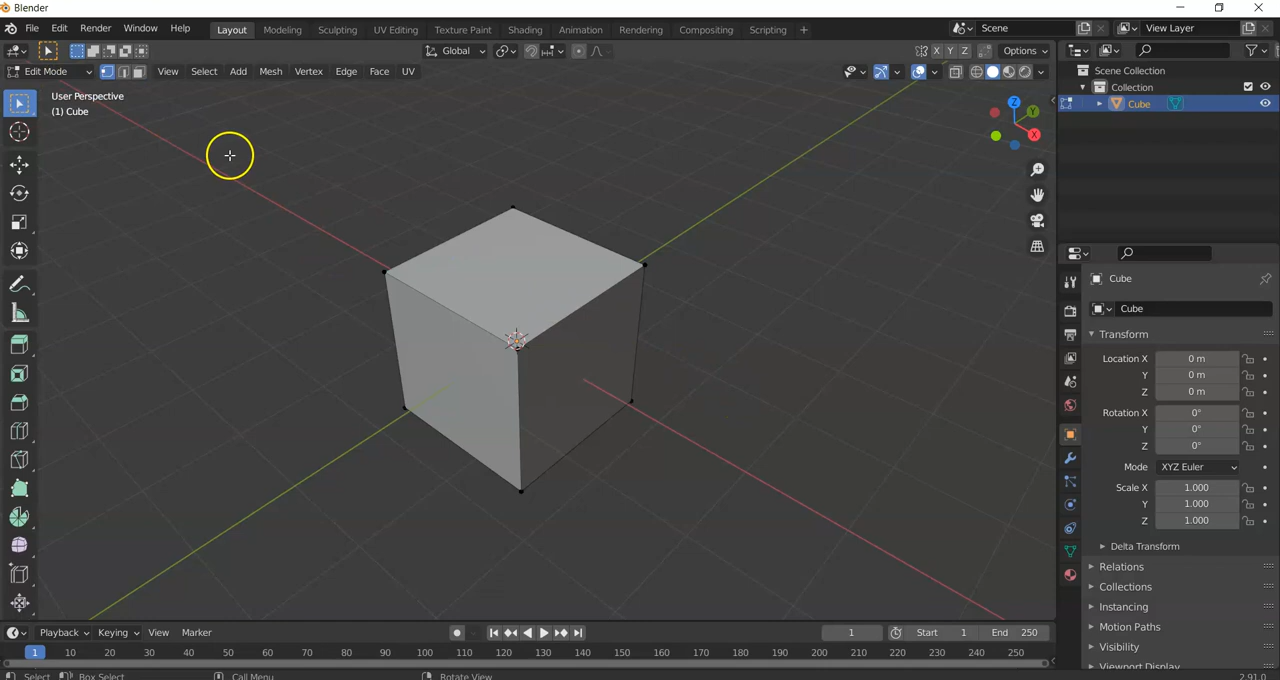 Blender
File Edit Render Window Help Layout Modeling Sculpting UV Editing Texture Paint Shading Animation Rendering Compositing Scripting + Scene View Layer
Global X Y Z Options
Edit Mode View Select Add Mesh Vertex Edge Face UV
User Perspective
(1) Cube
Z
Y
X
Scene Collection
Collection
Cube
Cube
Cube
Transform
Location X 0 m
Y 0 m
Z 0 m
Rotation X 0°
Y 0°
Z 0°
Mode XYZ Euler
Scale X 1.000
Y 1.000
Z 1.000
Delta Transform
Relations
Collections
Instancing
Motion Paths
Visibility
Viewport Display
Playback Keying View Marker 1 Start 1 End 250
1 10 20 30 40 50 60 70 80 90 100 110 120 130 140 150 160 170 180 190 200 210 220 230 240 250
Select Box Select Call Menu Rotate View 2.91.0